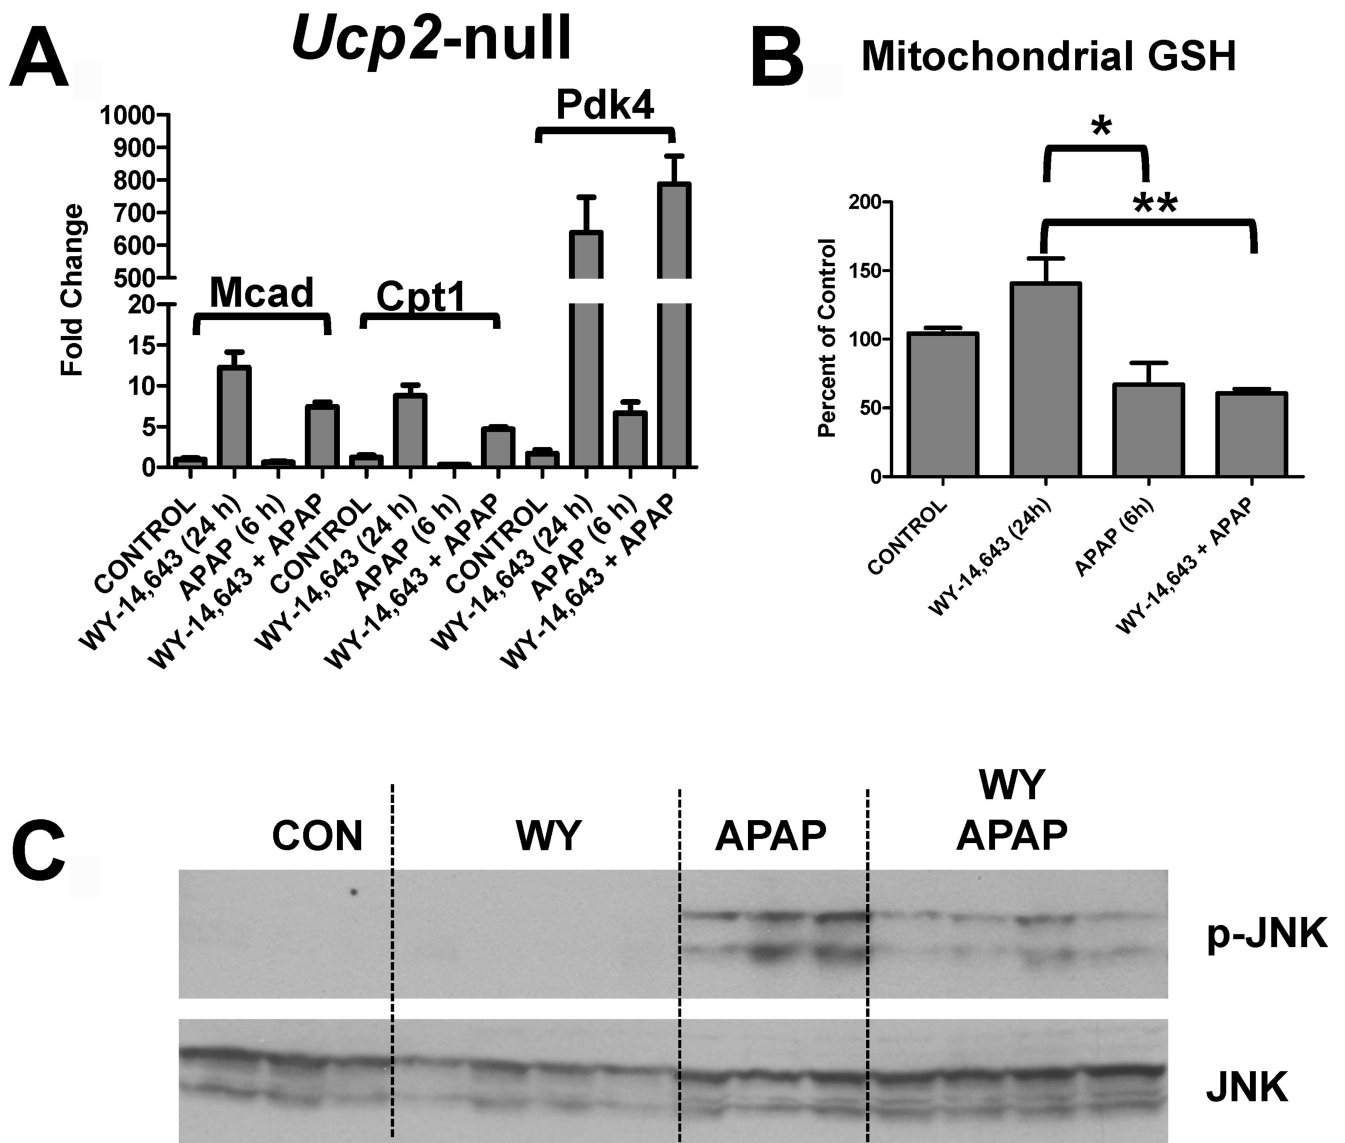 A
Ucp2-null
Fold Change
1000
900
800
700
600
500
20
15
10
5
0
Mcad
Cpt1
Pdk4
CONTROL
WY-14,643 (24 h)
APAP (6 h)
WY-14,643 + APAP
CONTROL
WY-14,643 (24 h)
APAP (6 h)
WY-14,643 + APAP
CONTROL
WY-14,643 (24 h)
APAP (6 h)
WY-14,643 + APAP
B
Mitochondrial GSH
Percent of Control
200
150
100
50
0
*
**
CONTROL
WY-14,643 (24h)
APAP (6h)
WY-14,643 + APAP
C
CON
WY
APAP
WY
APAP
p-JNK
JNK